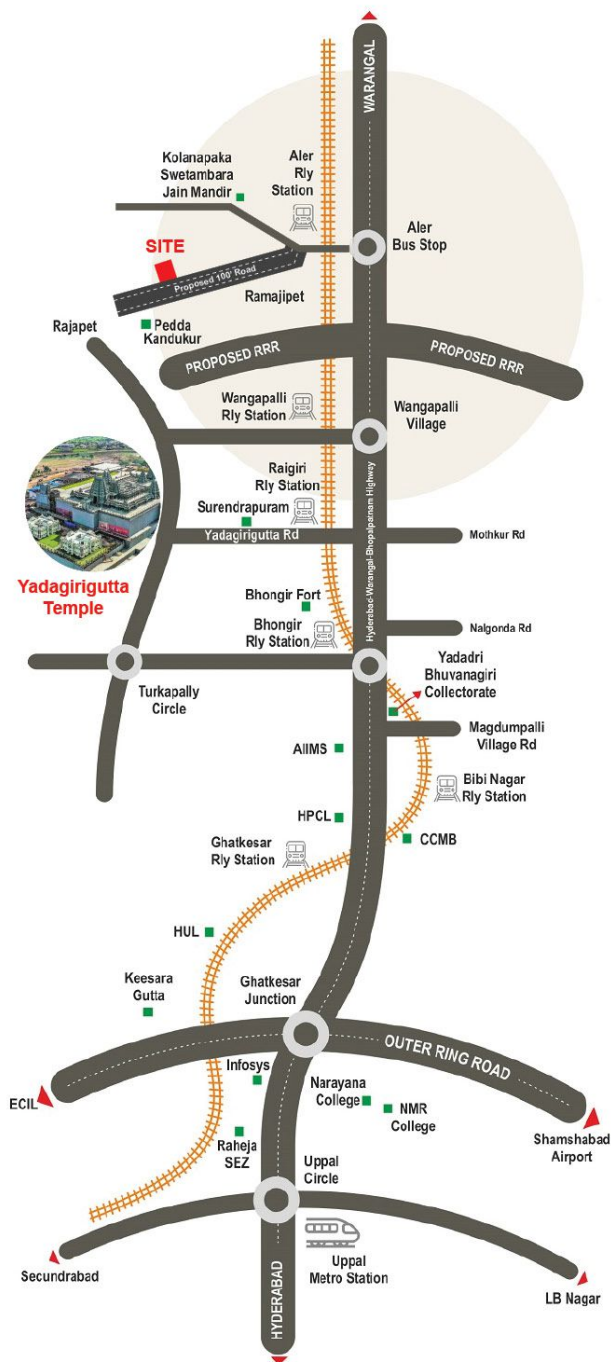 WARANGAL
Kolanapaka
Swetambara
Jain Mandir
Aler
Rly
Station
Aler
Bus Stop
SITE
Proposed 100' Road
Ramajipet
Pedda
Kandukur
Rajapet
PROPOSED RRR
PROPOSED RRR
Wangapalli
Rly Station
Wangapalli
Village
Raigiri
Rly Station
Surendrapuram
Yadagirigutta Rd
Hyderabad-Warangal-Bhopalpatnam Highway
Mothkur Rd
Yadagirigutta
Temple
Bhongir Fort
Bhongir
Rly Station
Nalgonda Rd
Turkapally
Circle
Yadadri
Bhuvanagiri
Collectorate
Magdumpalli
Village Rd
AIIMS
Bibi Nagar
Rly Station
HPCL
CCMB
Ghatkesar
Rly Station
HUL
Keesara
Gutta
Ghatkesar
Junction
OUTER RING ROAD
Infosys
Narayana
College
NMR
College
ECIL
Shamshabad
Airport
Raheja
SEZ
Uppal
Circle
Uppal
Metro Station
Secundrabad
LB Nagar
HYDERABAD